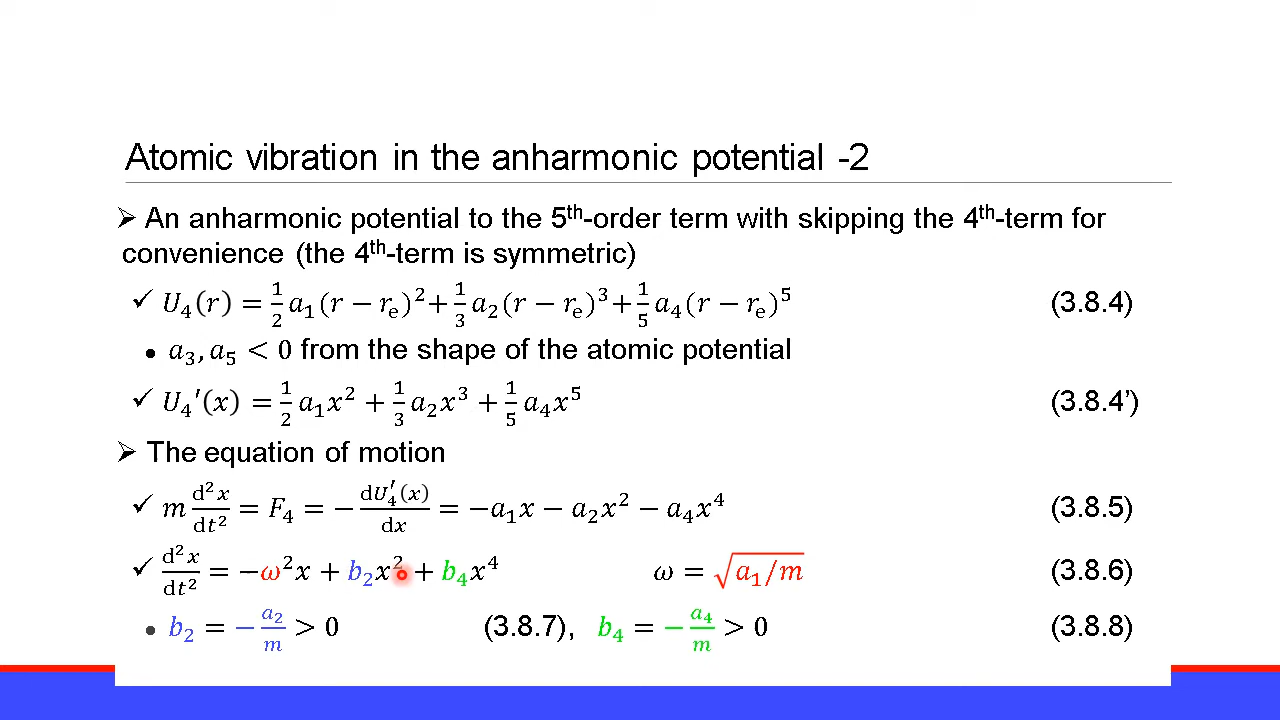 Atomic vibration in the anharmonic potential -2
➢ An anharmonic potential to the 5th-order term with skipping the 4th-term for
convenience (the 4th-term is symmetric)
✓ U₄(r) = 1/2 a₁(r − rₑ)² + 1/3 a₂(r − rₑ)³ + 1/5 a₄(r − rₑ)⁵ (3.8.4)
• a₃, a₅ < 0 from the shape of the atomic potential
✓ U₄′(x) = 1/2 a₁x² + 1/3 a₂x³ + 1/5 a₄x⁵ (3.8.4’)
➢ The equation of motion
✓ m d²x/dt² = F₄ = − dU₄′(x)/dx = −a₁x − a₂x² − a₄x⁴ (3.8.5)
✓ d²x/dt² = −ω²x + b₂x² + b₄x⁴ ω = √(a₁/m) (3.8.6)
• b₂ = − a₂/m > 0 (3.8.7), b₄ = − a₄/m > 0 (3.8.8)